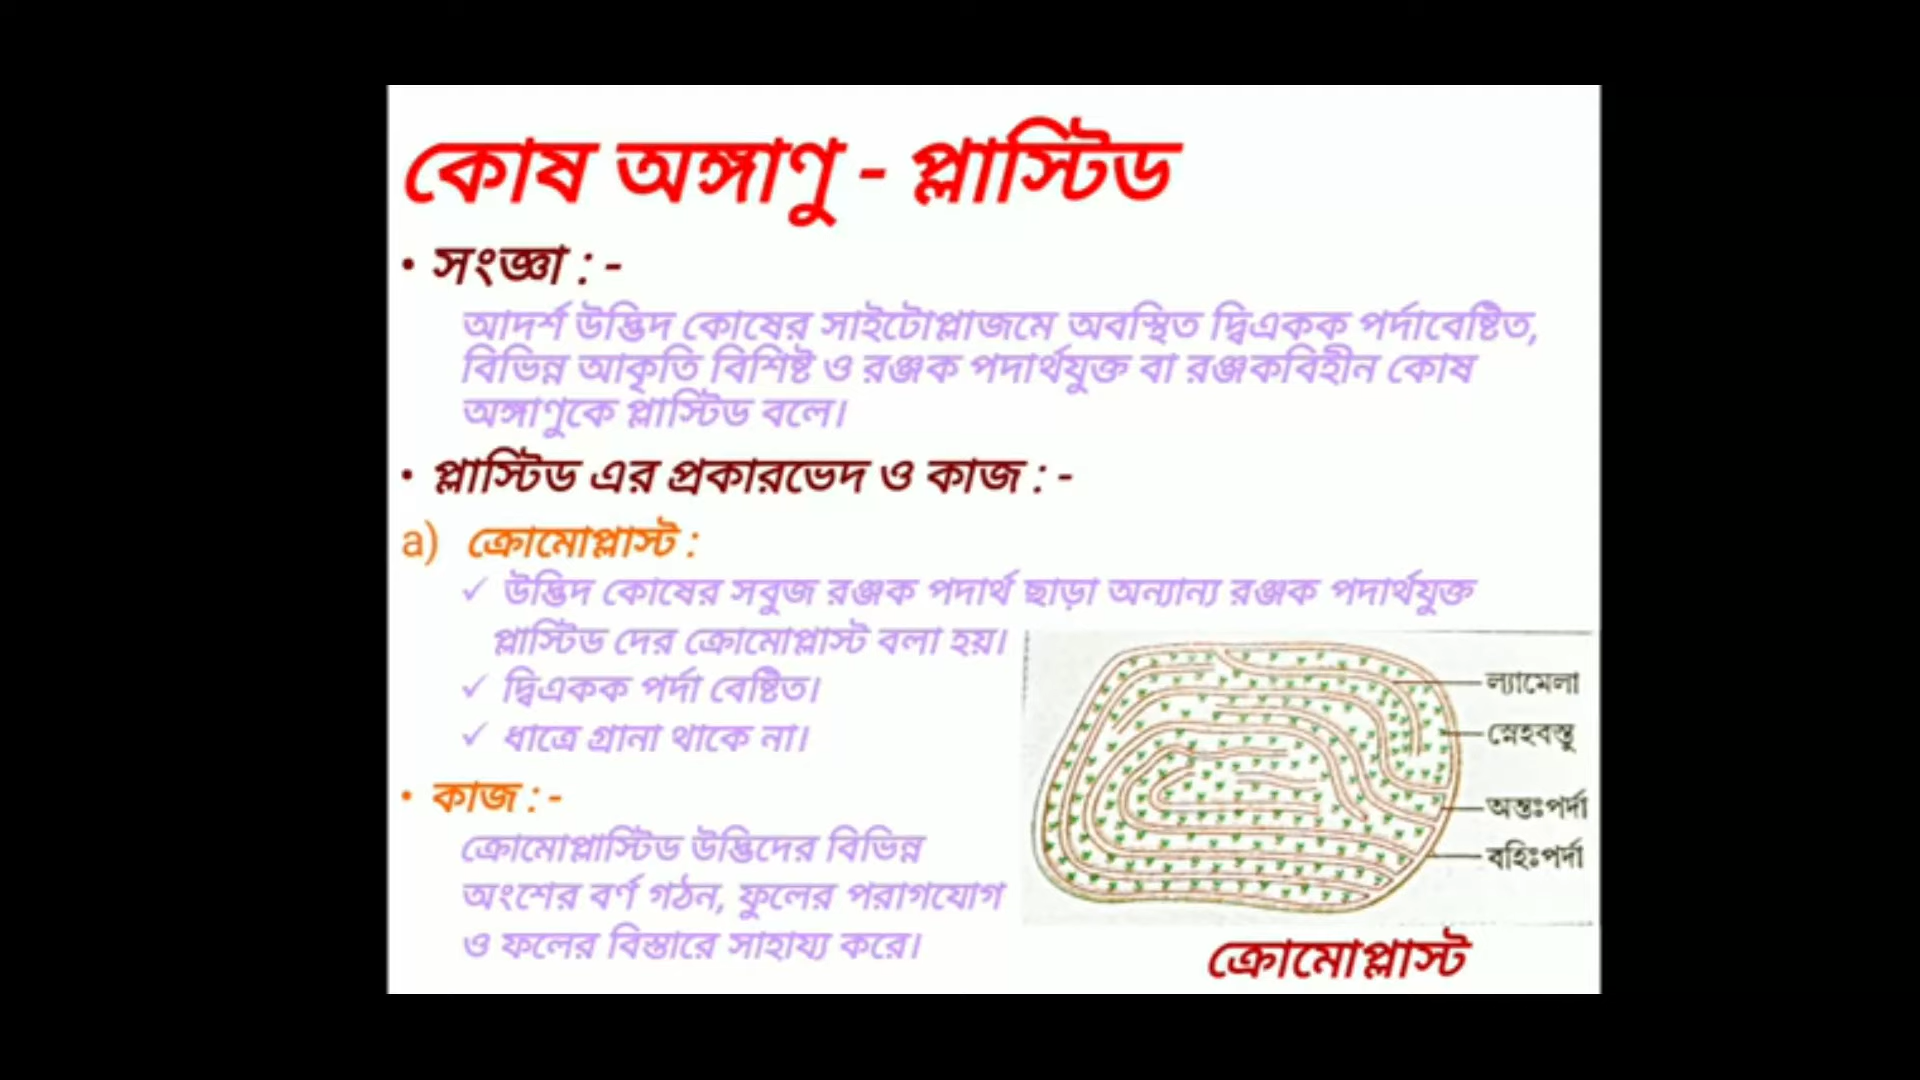 কোষ অঙ্গাণু - প্লাস্টিড
• সংজ্ঞা : -
আদর্শ উদ্ভিদ কোষের সাইটোপ্লাজমে অবস্থিত দ্বিএকক পর্দাবেষ্টিত,
বিভিন্ন আকৃতি বিশিষ্ট ও রঞ্জক পদার্থযুক্ত বা রঞ্জকবিহীন কোষ
অঙ্গাণুকে প্লাস্টিড বলে।
• প্লাস্টিড এর প্রকারভেদ ও কাজ : -
a) ক্রোমোপ্লাস্ট :
✓ উদ্ভিদ কোষের সবুজ রঞ্জক পদার্থ ছাড়া অন্যান্য রঞ্জক পদার্থযুক্ত
প্লাস্টিড দের ক্রোমোপ্লাস্ট বলা হয়।
✓ দ্বিএকক পর্দা বেষ্টিত।
✓ ধাত্রে গ্রানা থাকে না।
• কাজ : -
ক্রোমোপ্লাস্টিড উদ্ভিদের বিভিন্ন
অংশের বর্ণ গঠন, ফুলের পরাগযোগ
ও ফলের বিস্তারে সাহায্য করে।
ল্যামেলা
স্নেহবস্তু
অন্তঃপর্দা
বহিঃপর্দা
ক্রোমোপ্লাস্ট